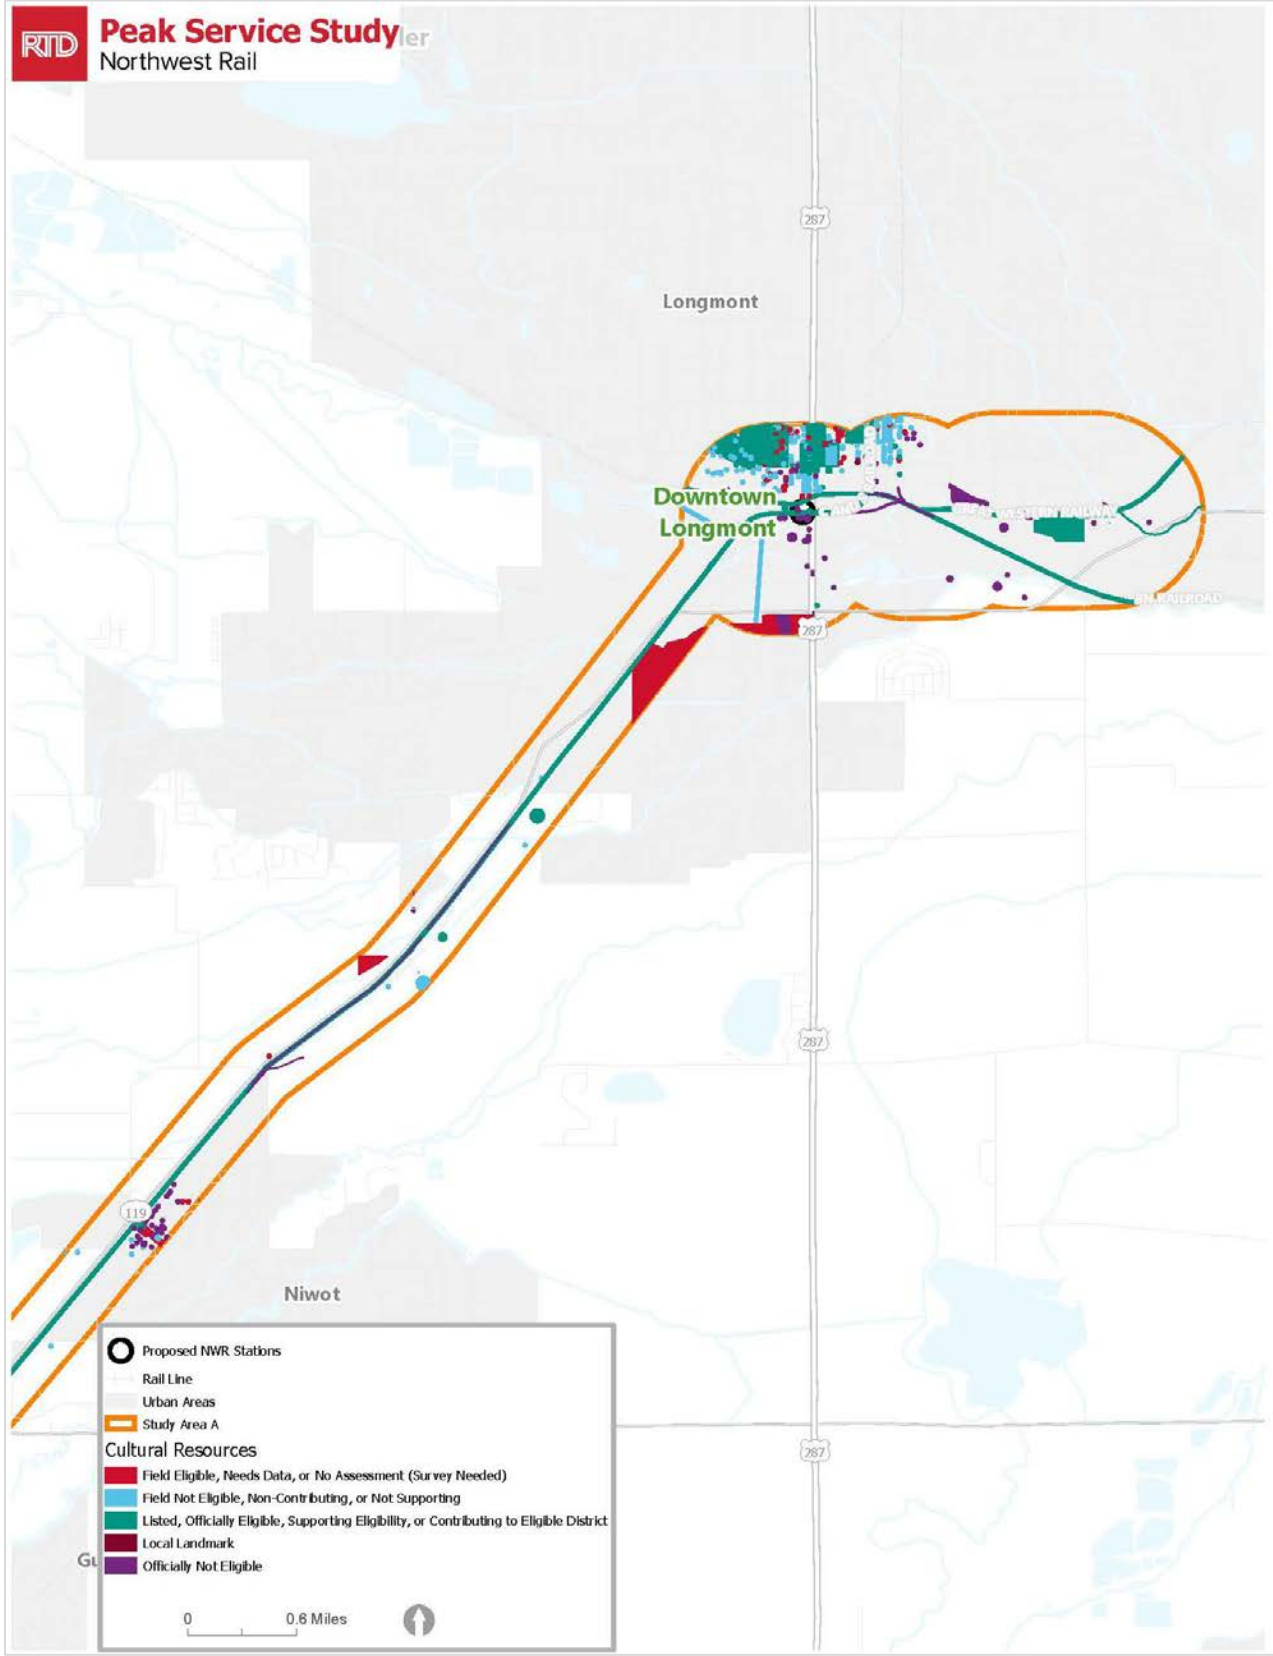 RTD
Peak Service Study
ler
Northwest Rail
287
Longmont
Downtown
Longmont
GREAT WESTERN RAILWAY
BN RAILROAD
287
287
119
Niwot
Proposed NWR Stations
Rail Line
Urban Areas
Study Area A
Cultural Resources
Field Eligible, Needs Data, or No Assessment (Survey Needed)
Field Not Eligible, Non-Contributing, or Not Supporting
Listed, Officially Eligible, Supporting Eligibility, or Contributing to Eligible District
Local Landmark
Officially Not Eligible
Gu
0 0.6 Miles
287